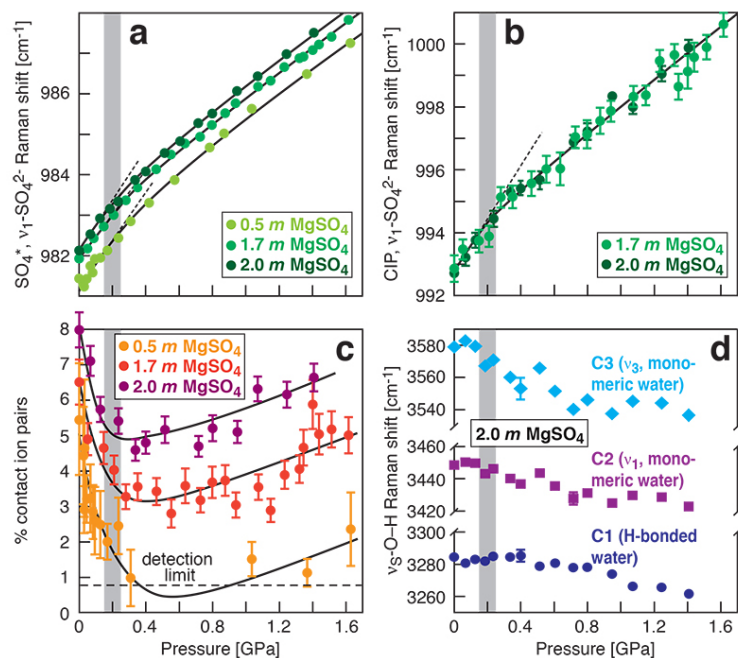 a
SO₄*, ν₁-SO₄²⁻ Raman shift [cm⁻¹]
986
984
982
0.5 m MgSO₄
1.7 m MgSO₄
2.0 m MgSO₄
b
CIP, ν₁-SO₄²⁻ Raman shift [cm⁻¹]
1000
998
996
994
992
1.7 m MgSO₄
2.0 m MgSO₄
c
% contact ion pairs
8
7
6
5
4
3
2
1
0
0.5 m MgSO₄
1.7 m MgSO₄
2.0 m MgSO₄
detection
limit
0
0.4
0.8
1.2
1.6
Pressure [GPa]
d
νS-O–H Raman shift [cm⁻¹]
3580
3540
3460
3420
3300
3260
C3 (ν₃, mono-
meric water)
2.0 m MgSO₄
C2 (ν₁, mono-
meric water)
C1 (H-bonded
water)
0
0.4
0.8
1.2
1.6
Pressure [GPa]